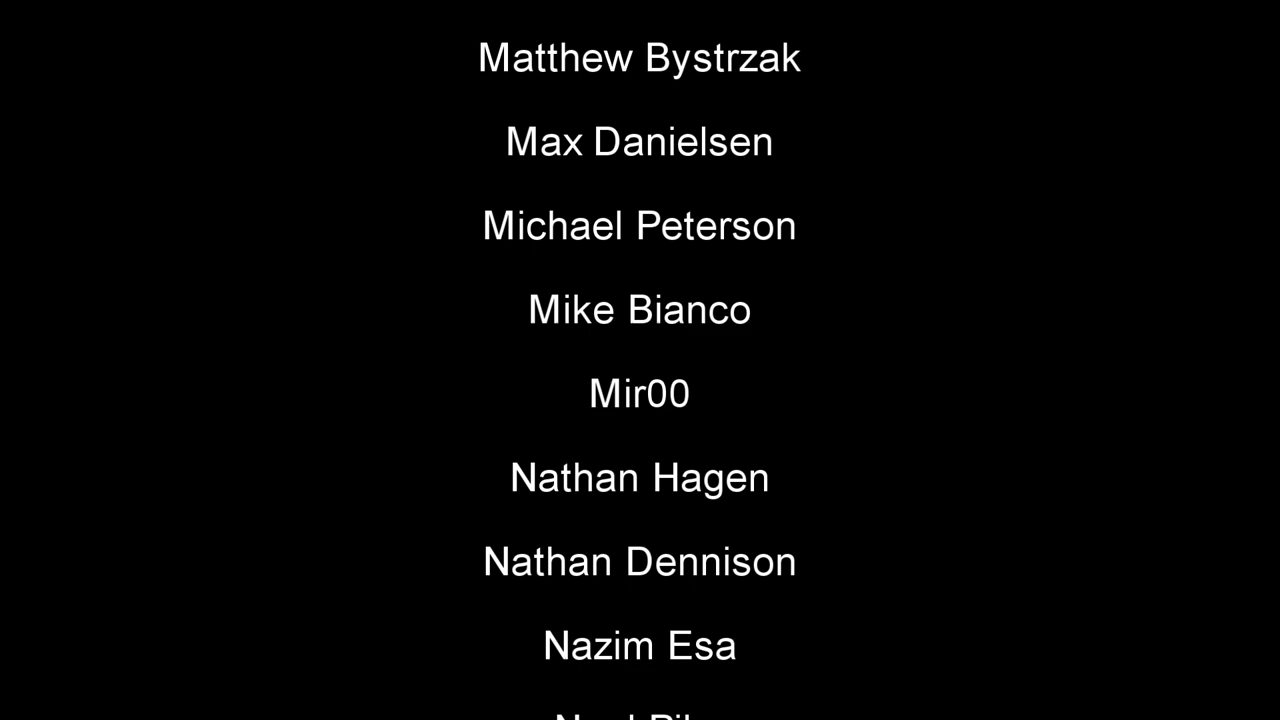 Matthew Bystrzak
Max Danielsen
Michael Peterson
Mike Bianco
Mir00
Nathan Hagen
Nathan Dennison
Nazim Esa